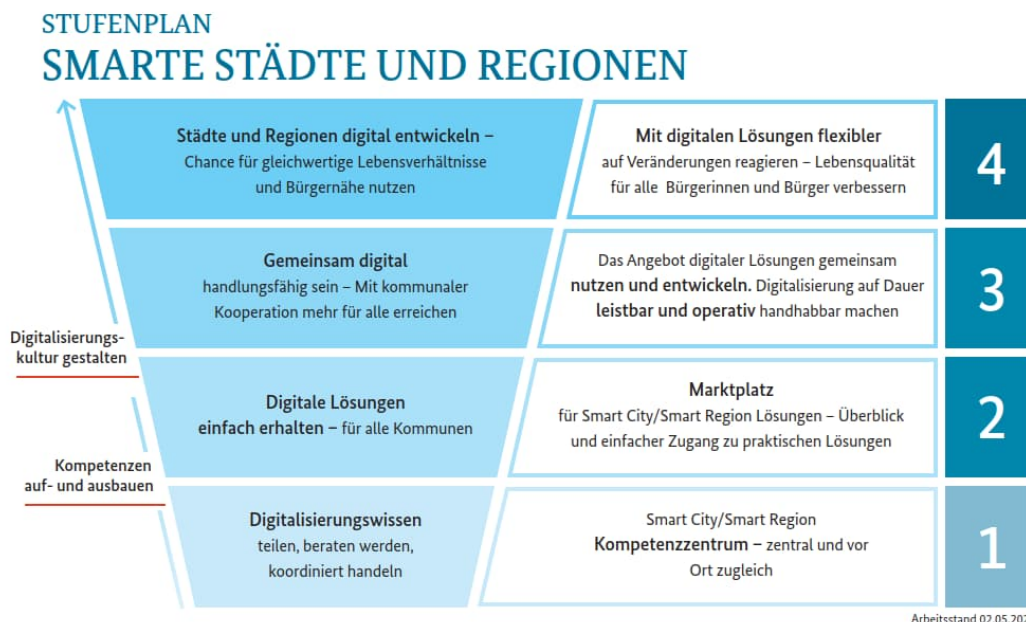 STUFENPLAN
SMARTE STÄDTE UND REGIONEN
Städte und Regionen digital entwickeln –
Chance für gleichwertige Lebensverhältnisse
und Bürgernähe nutzen
Mit digitalen Lösungen flexibler
auf Veränderungen reagieren – Lebensqualität
für alle Bürgerinnen und Bürger verbessern
4
Gemeinsam digital
handlungsfähig sein – Mit kommunaler
Kooperation mehr für alle erreichen
Das Angebot digitaler Lösungen gemeinsam
nutzen und entwickeln. Digitalisierung auf Dauer
leistbar und operativ handhabbar machen
3
Digitalisierungs-
kultur gestalten
Digitale Lösungen
einfach erhalten – für alle Kommunen
Marktplatz
für Smart City/Smart Region Lösungen – Überblick
und einfacher Zugang zu praktischen Lösungen
2
Kompetenzen
auf- und ausbauen
Digitalisierungswissen
teilen, beraten werden,
koordiniert handeln
Smart City/Smart Region
Kompetenzzentrum – zentral und vor
Ort zugleich
1
Arbeitsstand 02.05.202